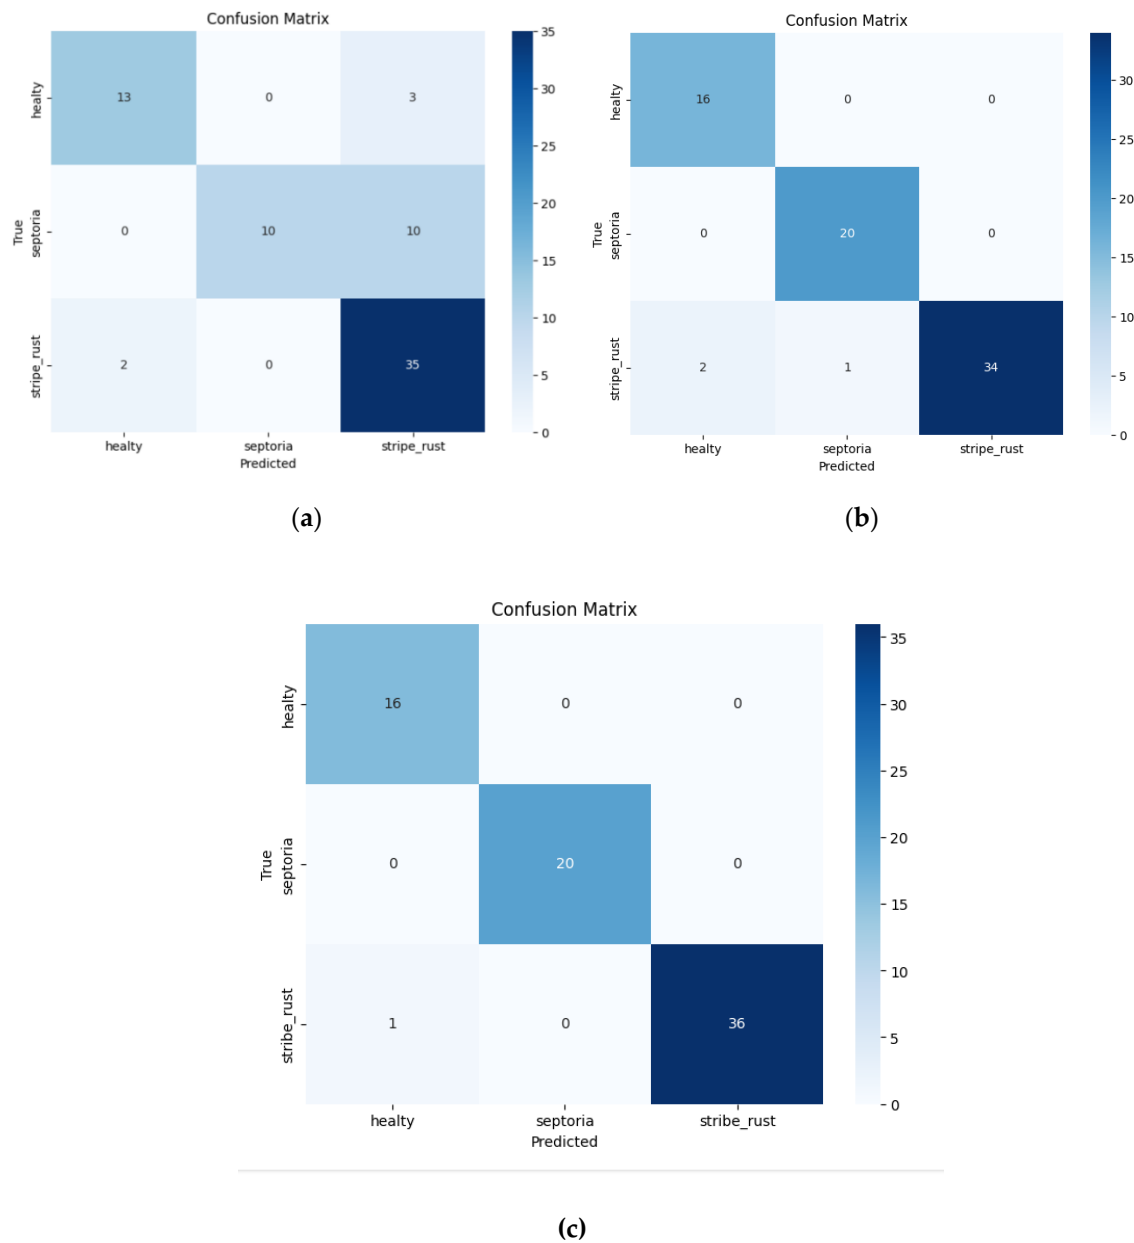 Confusion Matrix
healty
13 0 3
True
septoria
0 10 10
stripe_rust
2 0 35
healty septoria stripe_rust
Predicted
35
30
25
20
15
10
5
0
(a)
Confusion Matrix
healty
16 0 0
True
septoria
0 20 0
stripe_rust
2 1 34
healty septoria stripe_rust
Predicted
30
25
20
15
10
5
0
(b)
Confusion Matrix
healty
16 0 0
True
septoria
0 20 0
stribe_rust
1 0 36
healty septoria stribe_rust
Predicted
35
30
25
20
15
10
5
0
(c)